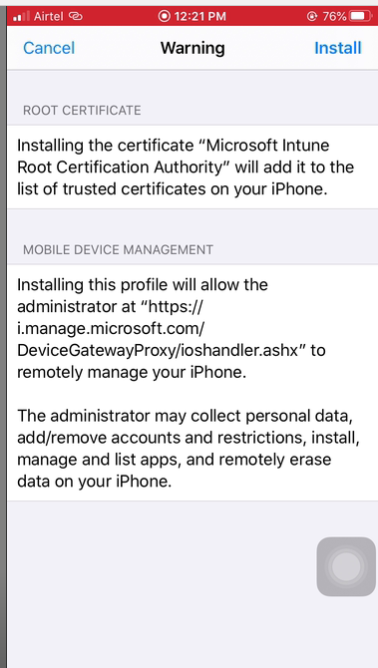 Airtel 12:21 PM 76%
Cancel Warning Install
ROOT CERTIFICATE
Installing the certificate “Microsoft Intune
Root Certification Authority” will add it to the
list of trusted certificates on your iPhone.
MOBILE DEVICE MANAGEMENT
Installing this profile will allow the
administrator at “https://
i.manage.microsoft.com/
DeviceGatewayProxy/ioshandler.ashx” to
remotely manage your iPhone.
The administrator may collect personal data,
add/remove accounts and restrictions, install,
manage and list apps, and remotely erase
data on your iPhone.